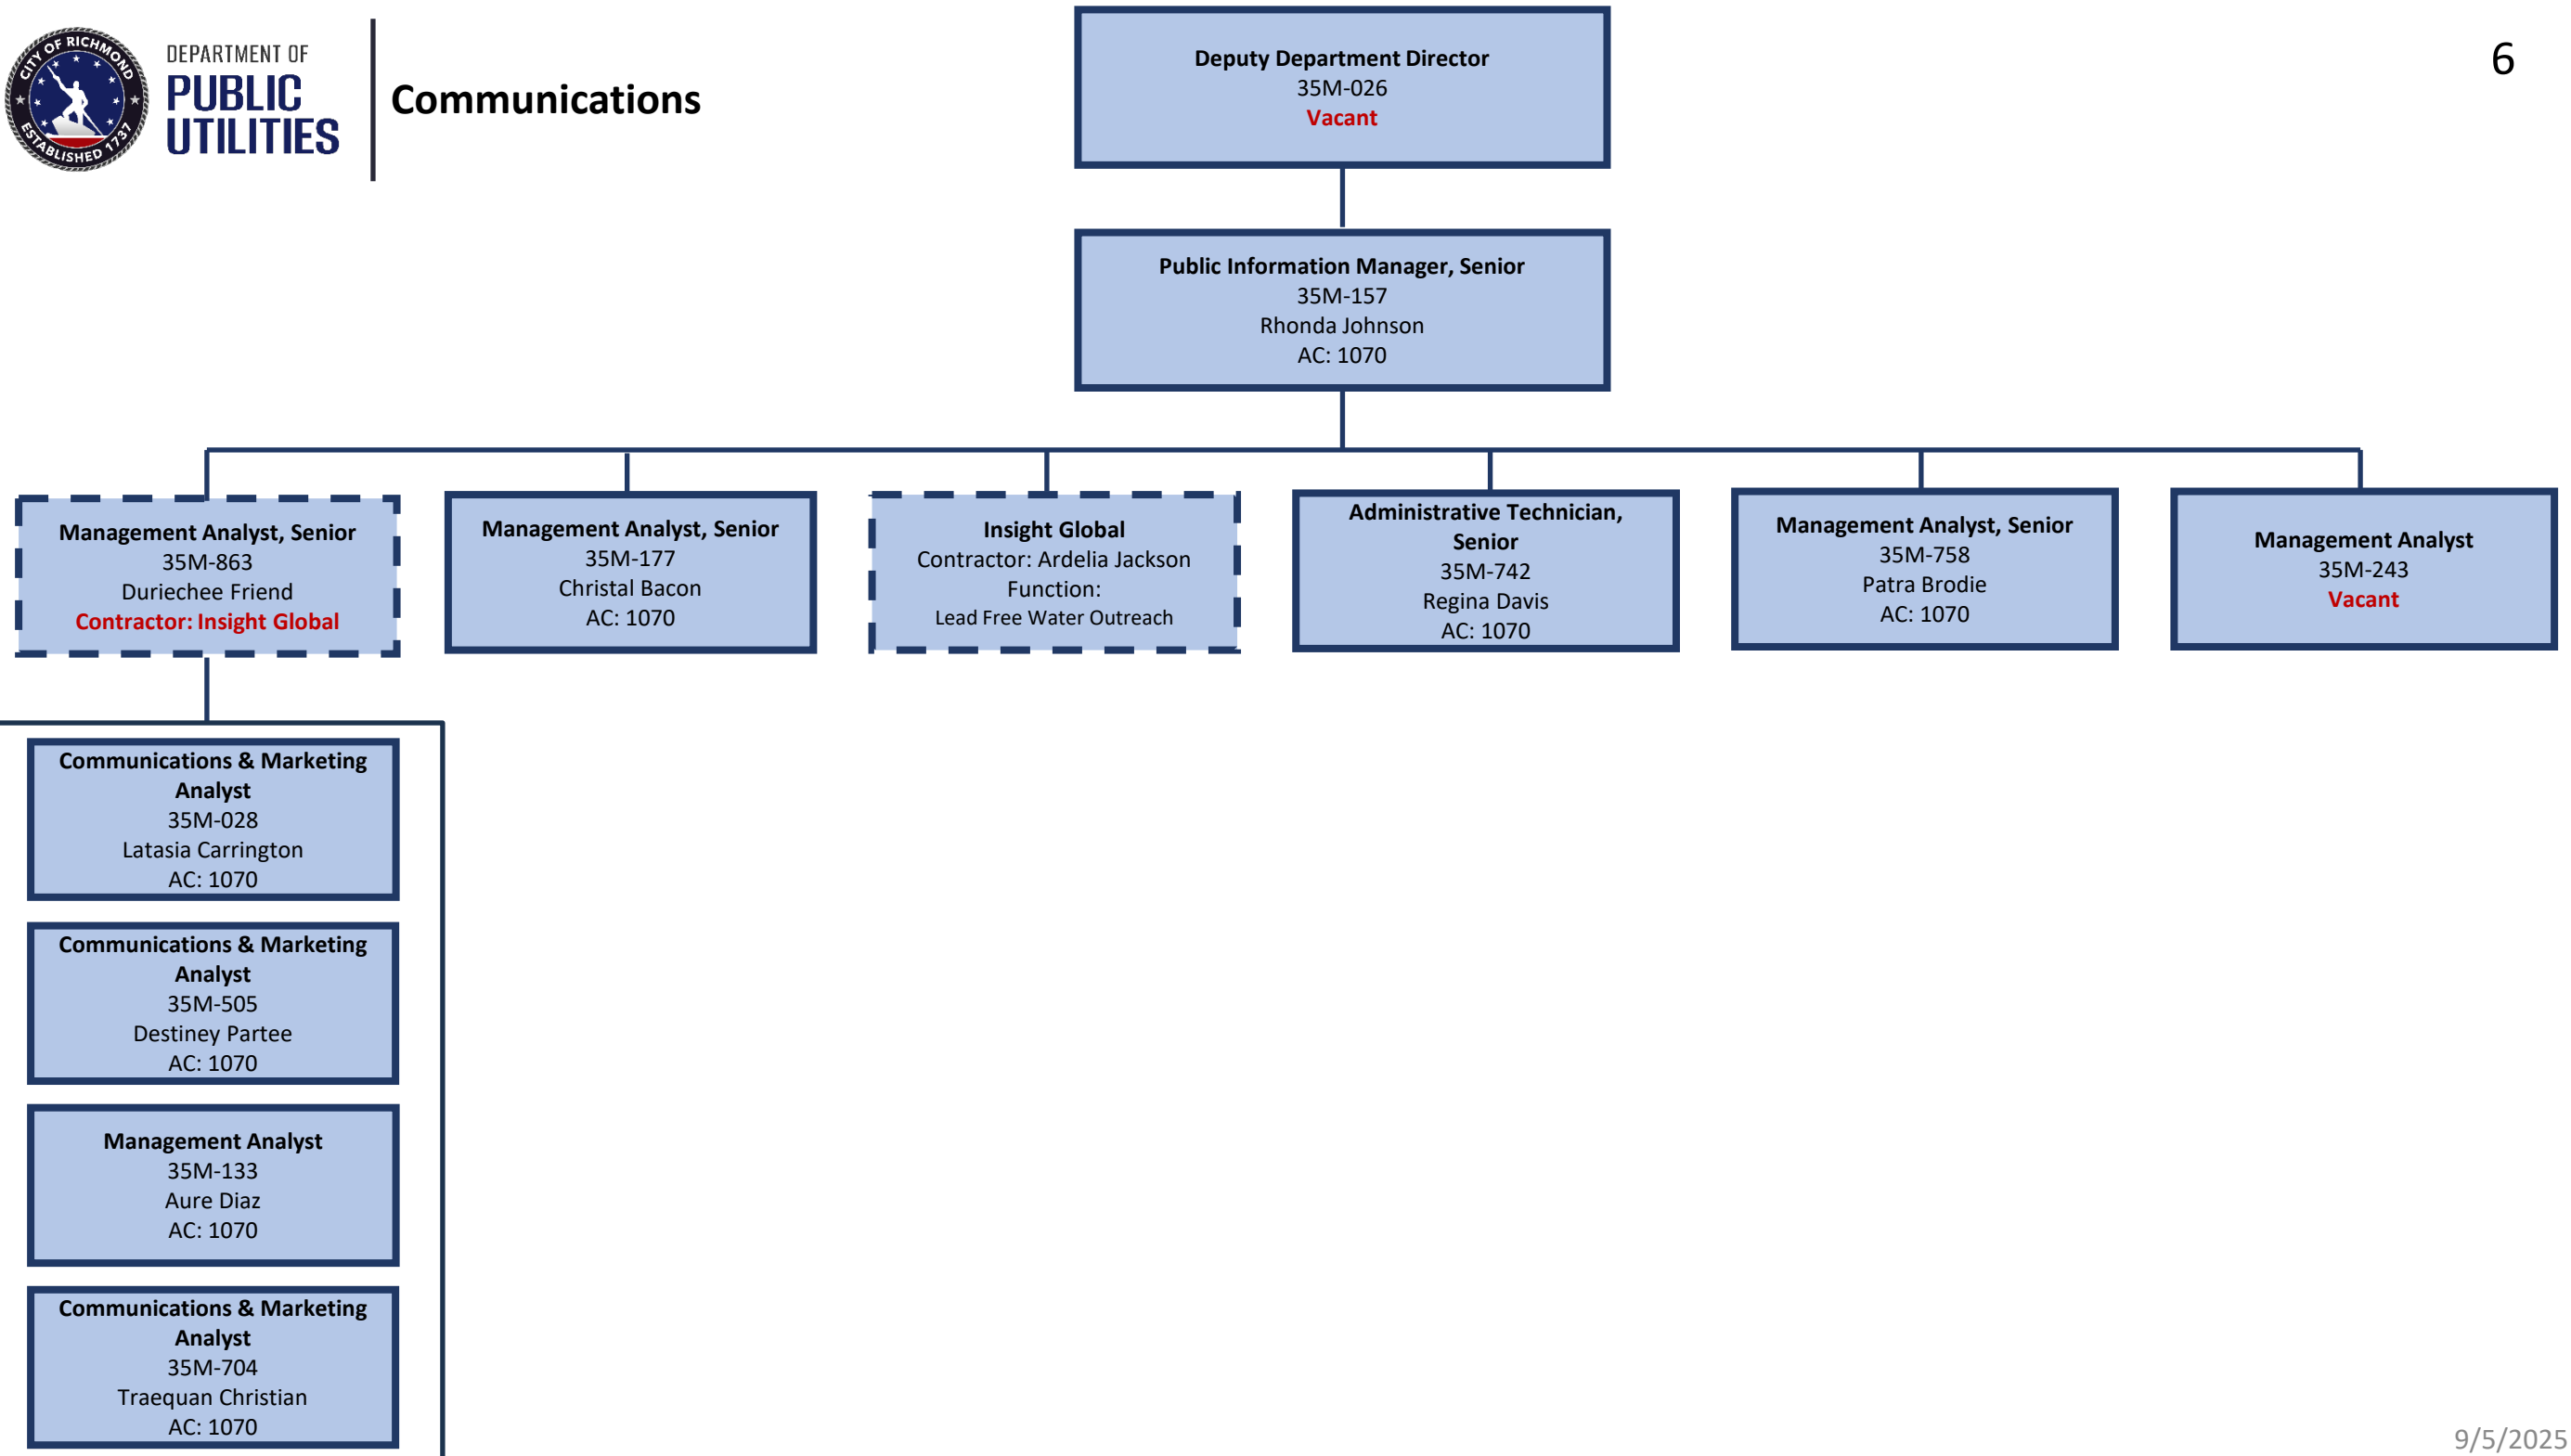 CITY OF RICHMOND
ESTABLISHED 1737
DEPARTMENT OF
PUBLIC
UTILITIES
Communications
6
Deputy Department Director
35M-026
Vacant
Public Information Manager, Senior
35M-157
Rhonda Johnson
AC: 1070
Management Analyst, Senior
35M-863
Duriechee Friend
Contractor: Insight Global
Management Analyst, Senior
35M-177
Christal Bacon
AC: 1070
Insight Global
Contractor: Ardelia Jackson
Function:
Lead Free Water Outreach
Administrative Technician,
Senior
35M-742
Regina Davis
AC: 1070
Management Analyst, Senior
35M-758
Patra Brodie
AC: 1070
Management Analyst
35M-243
Vacant
Communications & Marketing
Analyst
35M-028
Latasia Carrington
AC: 1070
Communications & Marketing
Analyst
35M-505
Destiney Partee
AC: 1070
Management Analyst
35M-133
Aure Diaz
AC: 1070
Communications & Marketing
Analyst
35M-704
Traequan Christian
AC: 1070
9/5/2025